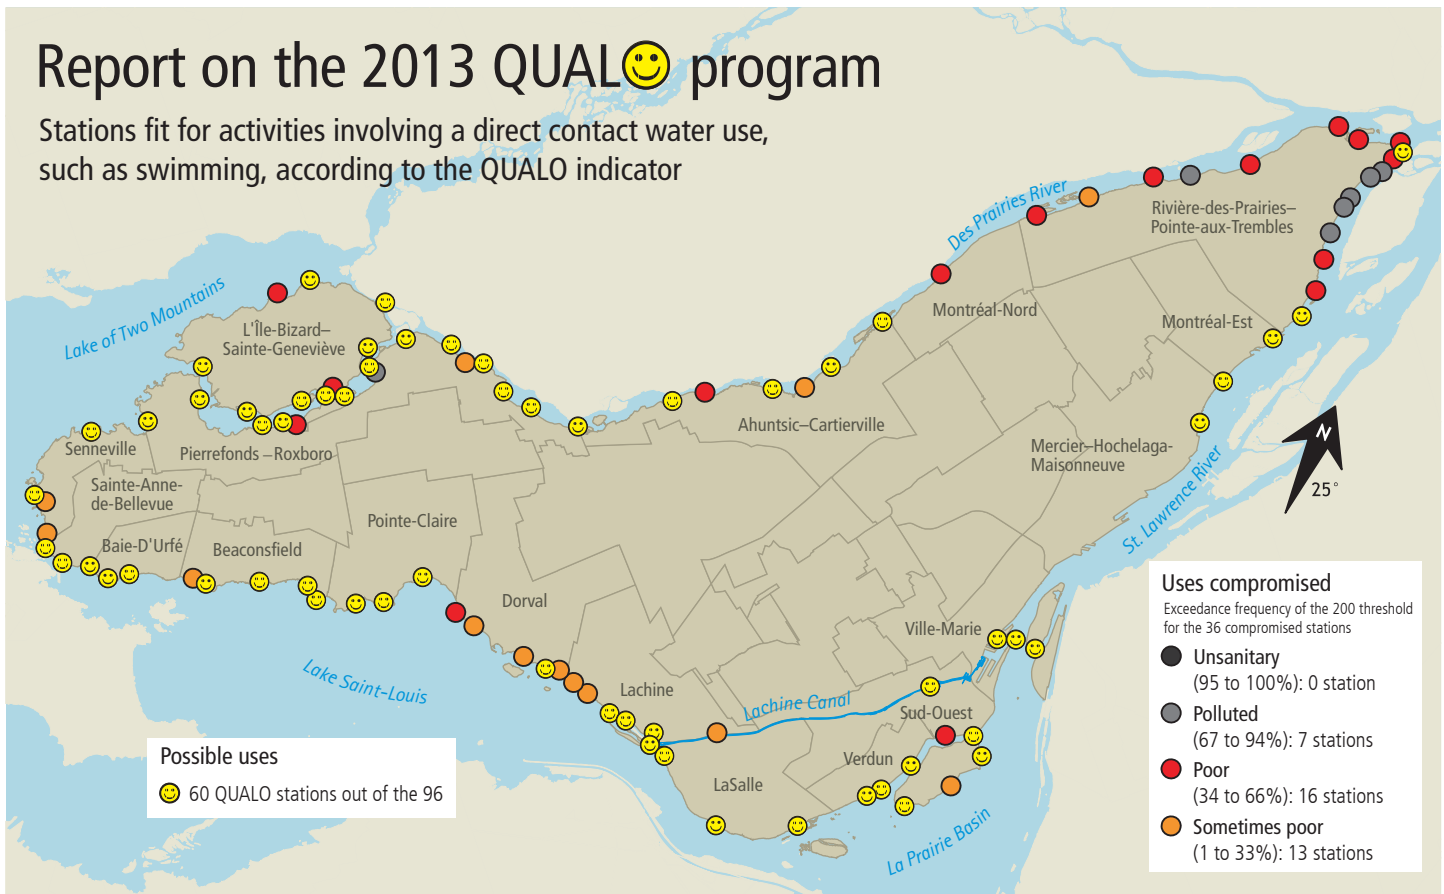 Report on the 2013 QUALO program
Stations fit for activities involving a direct contact water use,
such as swimming, according to the QUALO indicator
Des Prairies River
Rivière-des-Prairies–
Pointe-aux-Trembles
Lake of Two Mountains
L'Île-Bizard–
Sainte-Geneviève
Montréal-Nord
Montréal-Est
Ahuntsic–Cartierville
Senneville
Pierrefonds–Roxboro
Mercier–Hochelaga-
Maisonneuve
Sainte-Anne-
de-Bellevue
N
25°
Pointe-Claire
St. Lawrence River
Baie-D'Urfé
Beaconsfield
Dorval
Ville-Marie
Lake Saint-Louis
Lachine
Lachine Canal
Sud-Ouest
Verdun
LaSalle
La Prairie Basin
Possible uses
60 QUALO stations out of the 96
Uses compromised
Exceedance frequency of the 200 threshold
for the 36 compromised stations
Unsanitary
(95 to 100%): 0 station
Polluted
(67 to 94%): 7 stations
Poor
(34 to 66%): 16 stations
Sometimes poor
(1 to 33%): 13 stations